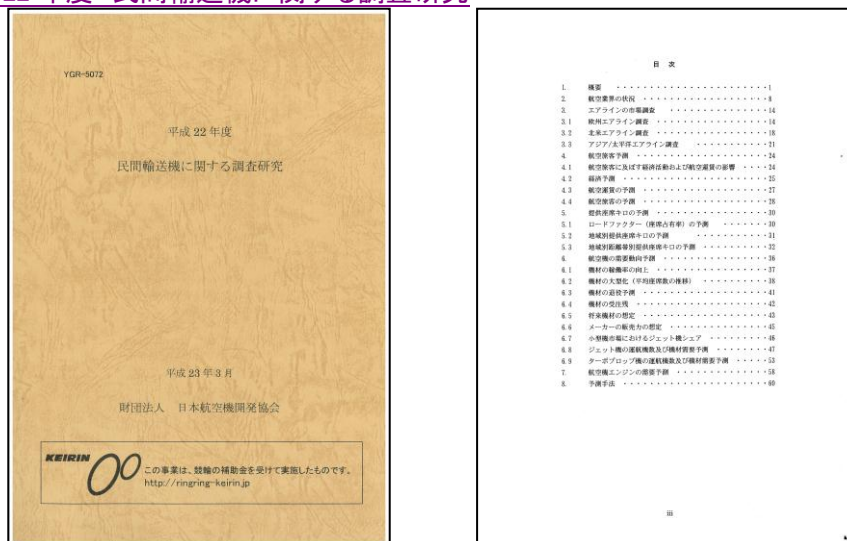 22 年度 民間輸送機に関する調査研究
YGR-5072
平成 22 年度
民間輸送機に関する調査研究
平成 23 年 3 月
財団法人 日本航空機開発協会
KEIRIN
この事業は、競輪の補助金を受けて実施したものです。
http://ringring-keirin.jp
目 次
1. 概要 ・・・・・・・・・・・・・・・・・・・・・・1
2. 航空業界の状況 ・・・・・・・・・・・・・・・・・・8
3. エアラインの市場調査 ・・・・・・・・・・・・・・・14
3.1 欧州エアライン調査 ・・・・・・・・・・・・・・・・14
3.2 北米エアライン調査 ・・・・・・・・・・・・・・・・18
3.3 アジア/太平洋エアライン調査 ・・・・・・・・・・・21
4. 航空旅客予測 ・・・・・・・・・・・・・・・・・・・24
4.1 航空旅客に及ぼす経済活動および航空運賃の影響 ・・・・24
4.2 経済予測 ・・・・・・・・・・・・・・・・・・・・・25
4.3 航空運賃の予測 ・・・・・・・・・・・・・・・・・・27
4.4 航空旅客の予測 ・・・・・・・・・・・・・・・・・・28
5. 提供座席キロの予測 ・・・・・・・・・・・・・・・・30
5.1 ロードファクター（座席占有率）の予測 ・・・・・・・30
5.2 地域別提供座席キロの予測 ・・・・・・・・・・・・31
5.3 地域別距離帯別提供座席キロの予測 ・・・・・・・・・32
6. 航空機の需要動向予測 ・・・・・・・・・・・・・・・36
6.1 機材の稼働率の向上 ・・・・・・・・・・・・・・・・37
6.2 機材の大型化（平均座席数の推移） ・・・・・・・・・38
6.3 機材の退役予測 ・・・・・・・・・・・・・・・・・・41
6.4 機材の受注残 ・・・・・・・・・・・・・・・・・・・42
6.5 将来機材の想定 ・・・・・・・・・・・・・・・・・・43
6.6 メーカーの販売力の想定 ・・・・・・・・・・・・・・45
6.7 小型機市場におけるジェット機シェア ・・・・・・・・46
6.8 ジェット機の運航機数及び機材需要予測 ・・・・・・・47
6.9 ターボプロップ機の運航機数及び機材需要予測 ・・・・・53
7. 航空機エンジンの需要予測 ・・・・・・・・・・・・・58
8. 予測手法 ・・・・・・・・・・・・・・・・・・・・・60
iii